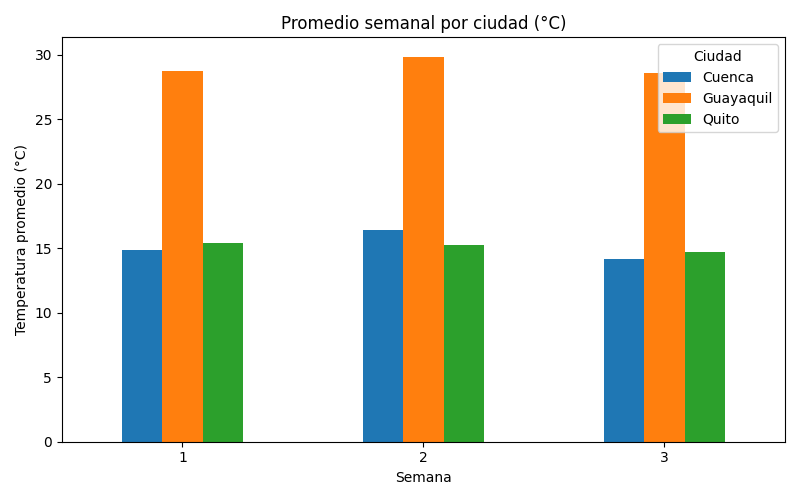 Promedio semanal por ciudad (°C)
Temperatura promedio (°C)
30
25
20
15
10
5
0
Ciudad
Cuenca
Guayaquil
Quito
1 2 3
Semana